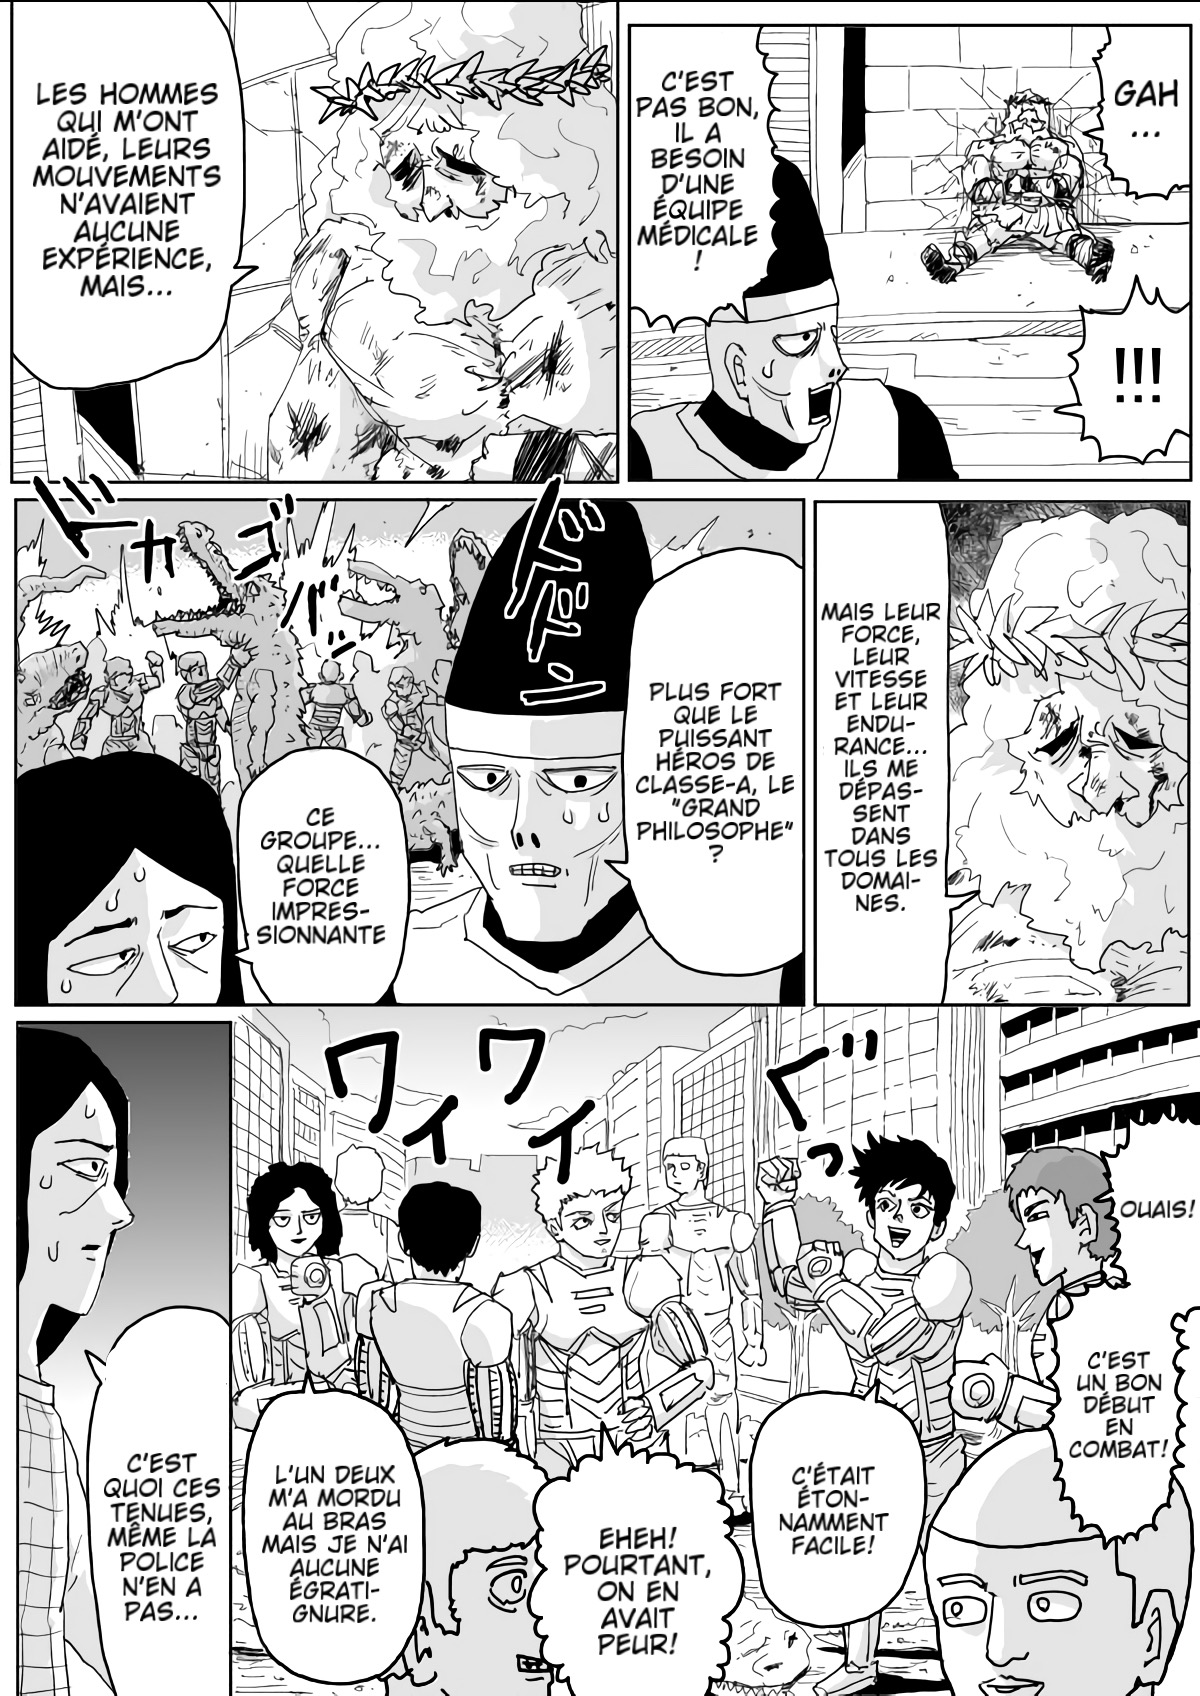 GAH
...
!!!
C'EST
PAS BON,
IL A
BESOIN
D'UNE
ÉQUIPE
MÉDICALE
!
LES HOMMES
QUI M'ONT
AIDÉ, LEURS
MOUVEMENTS
N'AVAIENT
AUCUNE
EXPÉRIENCE,
MAIS...
MAIS LEUR
FORCE,
LEUR
VITESSE
ET LEUR
ENDU-
RANCE...
ILS ME
DÉPAS-
SENT
DANS
TOUS LES
DOMAI-
NES.
PLUS FORT
QUE LE
PUISSANT
HÉROS DE
CLASSE-A, LE
"GRAND
PHILOSOPHE"
?
CE
GROUPE...
QUELLE
FORCE
IMPRES-
SIONNANTE
ドカ
ゴ
バシ
ドドン
ワイ
ワイ
ぐっ
OUAIS!
C'EST
UN BON
DÉBUT
EN
COMBAT!
C'ÉTAIT
ÉTON-
NAMMENT
FACILE!
EHEH!
POURTANT,
ON EN
AVAIT
PEUR!
L'UN DEUX
M'A MORDU
AU BRAS
MAIS JE N'AI
AUCUNE
ÉGRATI-
GNURE.
C'EST
QUOI CES
TENUES,
MÊME LA
POLICE
N'EN A
PAS...